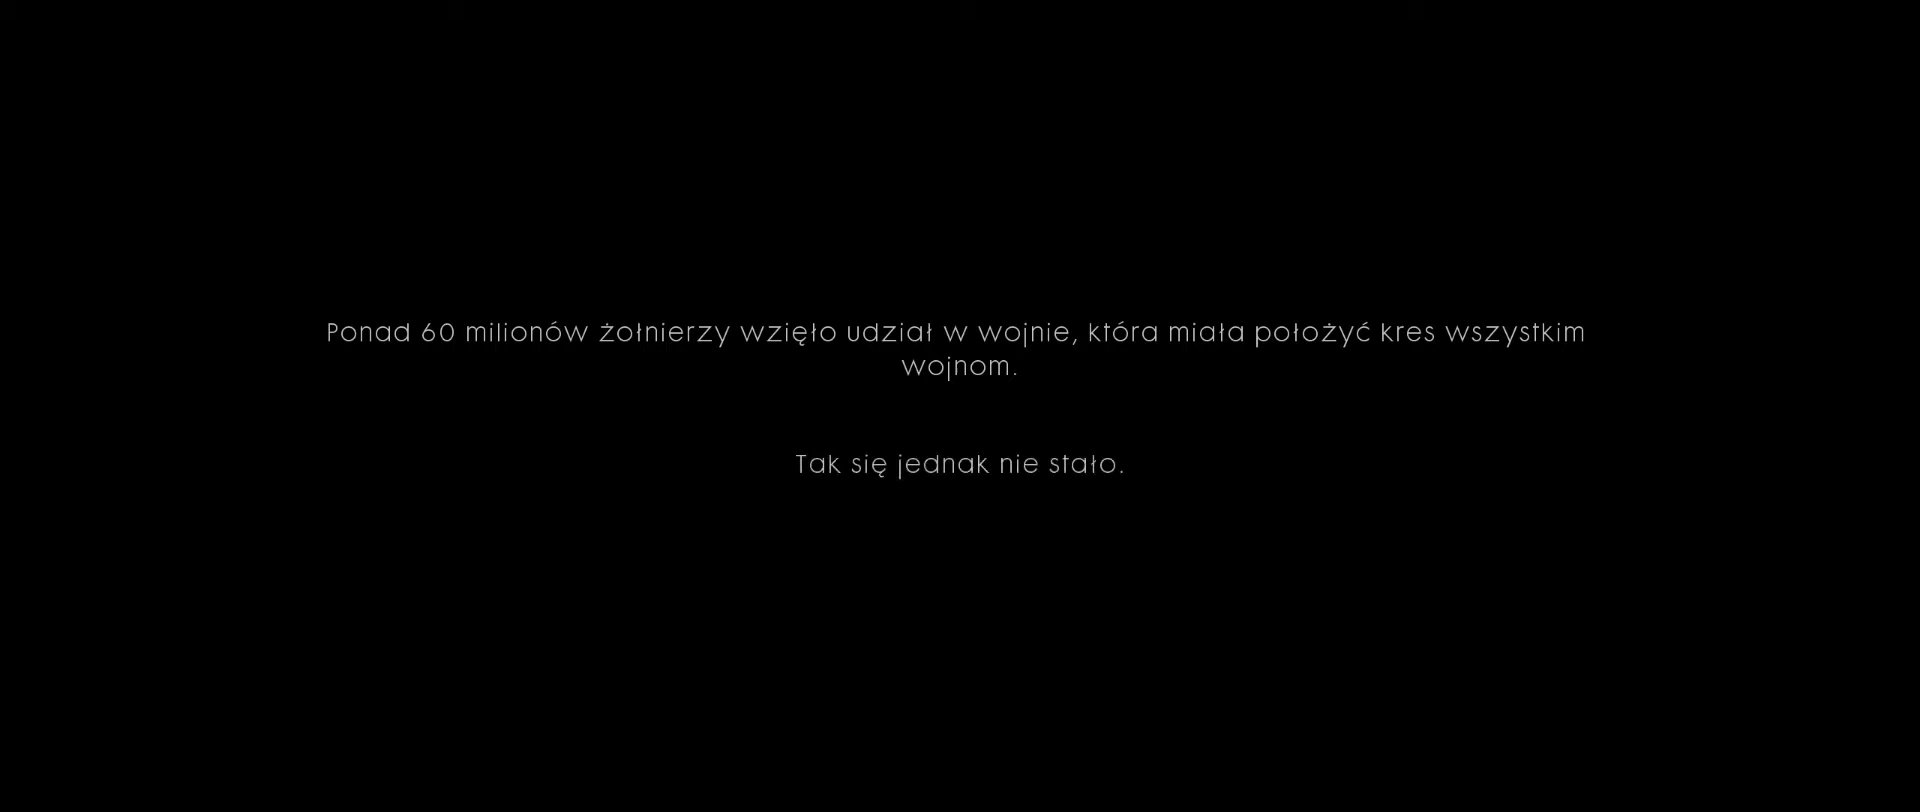 Ponad 60 milionów żołnierzy wzięło udział w wojnie, która miała położyć kres wszystkim
wojnom.
Tak się jednak nie stało.